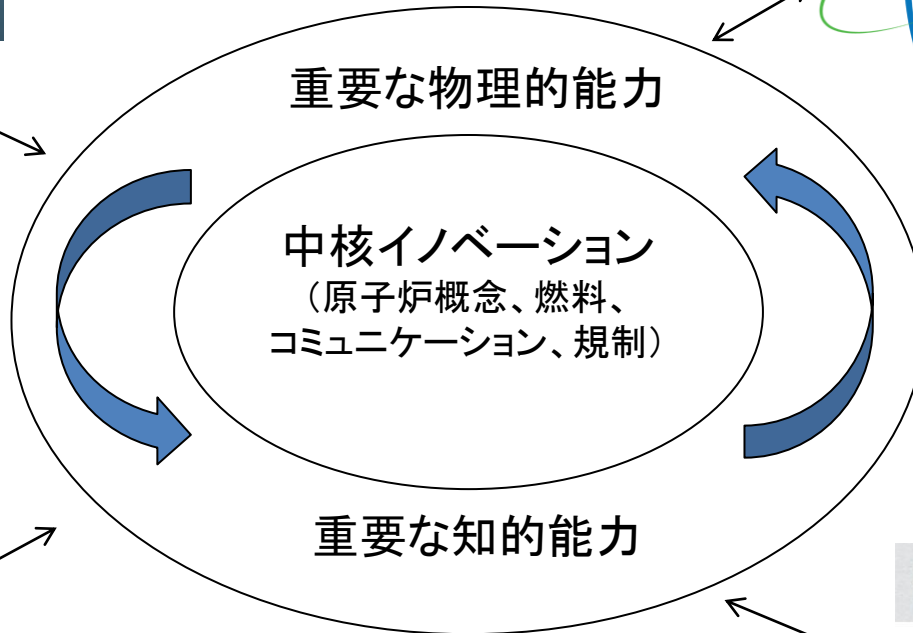 重要な物理的能力
中核イノベーション
（原子炉概念、燃料、
コミュニケーション、規制）
重要な知的能力